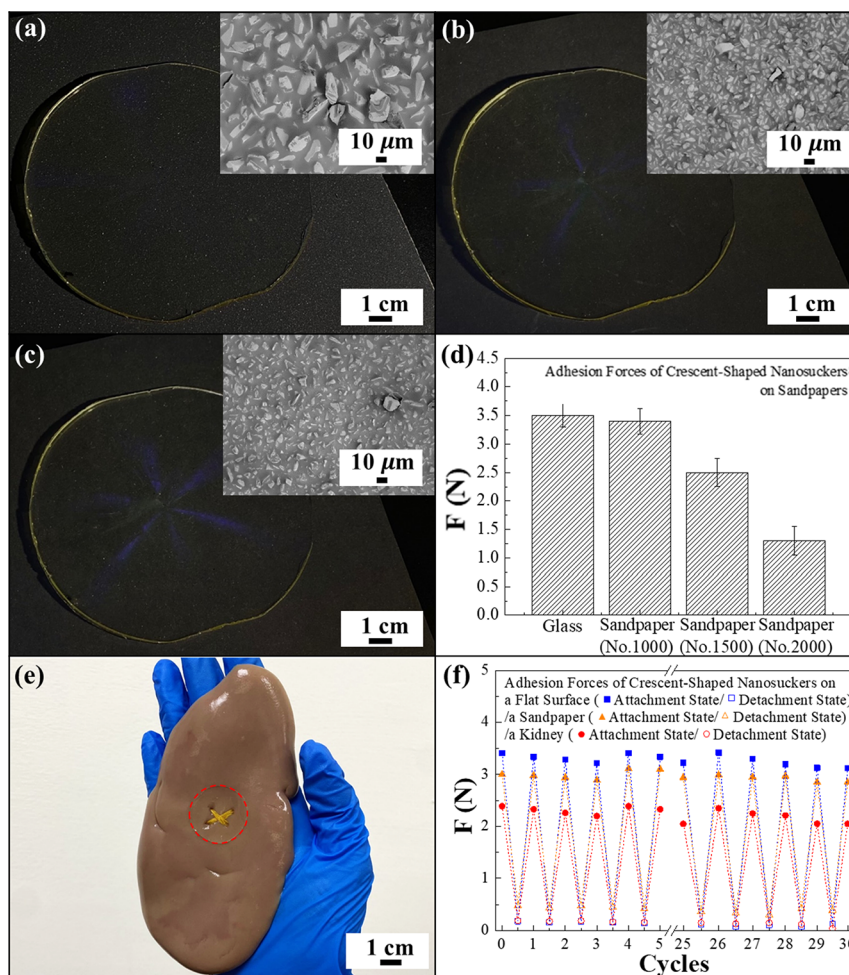 (a)
10 μm
1 cm
(b)
10 μm
1 cm
(c)
10 μm
1 cm
(d)
Adhesion Forces of Crescent-Shaped Nanosuckers
on Sandpapers
F (N)
4.5
4.0
3.5
3.0
2.5
2.0
1.5
1.0
0.5
0.0
Glass Sandpaper Sandpaper Sandpaper
(No.1000) (No.1500) (No.2000)
(e)
1 cm
(f)
Adhesion Forces of Crescent-Shaped Nanosuckers on
a Flat Surface ( Attachment State/ Detachment State)
/a Sandpaper ( Attachment State/ Detachment State)
/a Kidney ( Attachment State/ Detachment State)
F (N)
5
4
3
2
1
0
0 1 2 3 4 5 25 26 27 28 29 30
Cycles